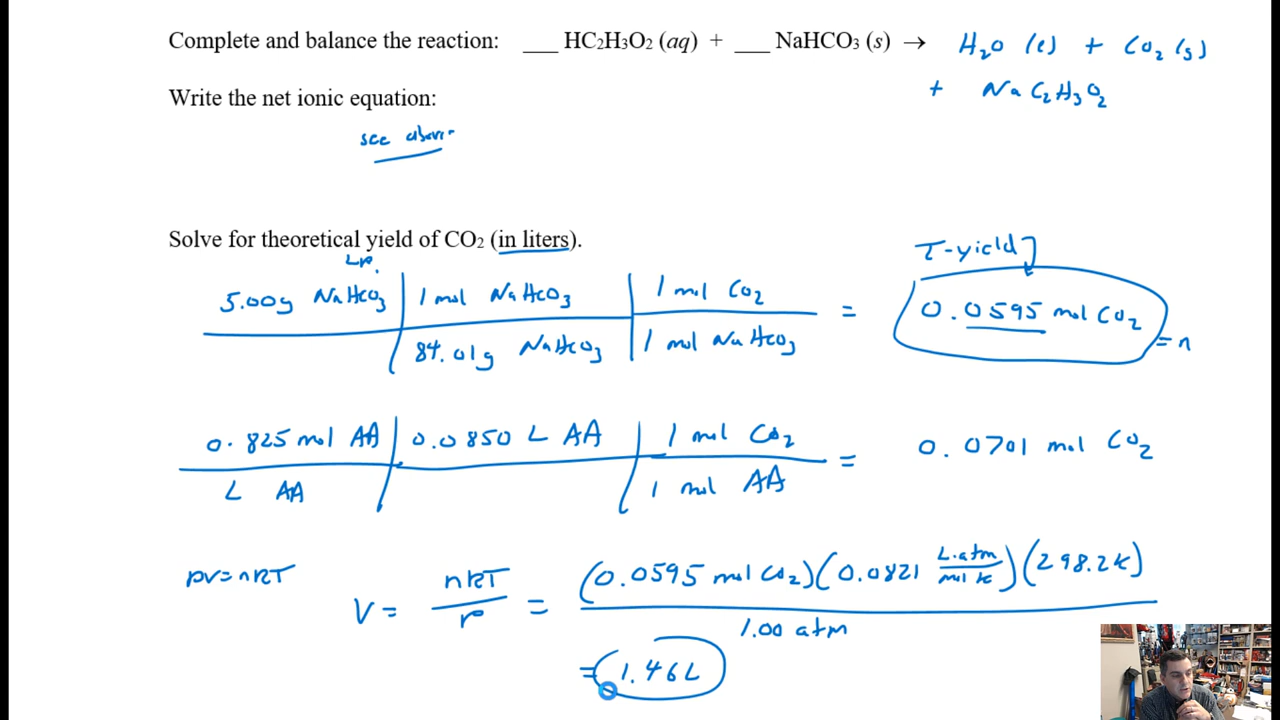 Complete and balance the reaction: ___ HC2H3O2 (aq) + ___ NaHCO3 (s) → H2O (l) + CO2 (g)
+ NaC2H3O2
Write the net ionic equation:
see above
Solve for theoretical yield of CO2 (in liters).
T-yield
L.R.
5.00g NaHCO3 | 1 mol NaHCO3 | 1 mol CO2 = 0.0595 mol CO2
84.01g NaHCO3 | 1 mol NaHCO3
= n
0.825 mol AA | 0.0850 L AA | 1 mol CO2 = 0.0701 mol CO2
L AA | 1 mol AA
PV=nRT
V = nRT / P = (0.0595 mol CO2)(0.0821 L·atm / mol K)(298.2K)
1.00 atm
= 1.46L